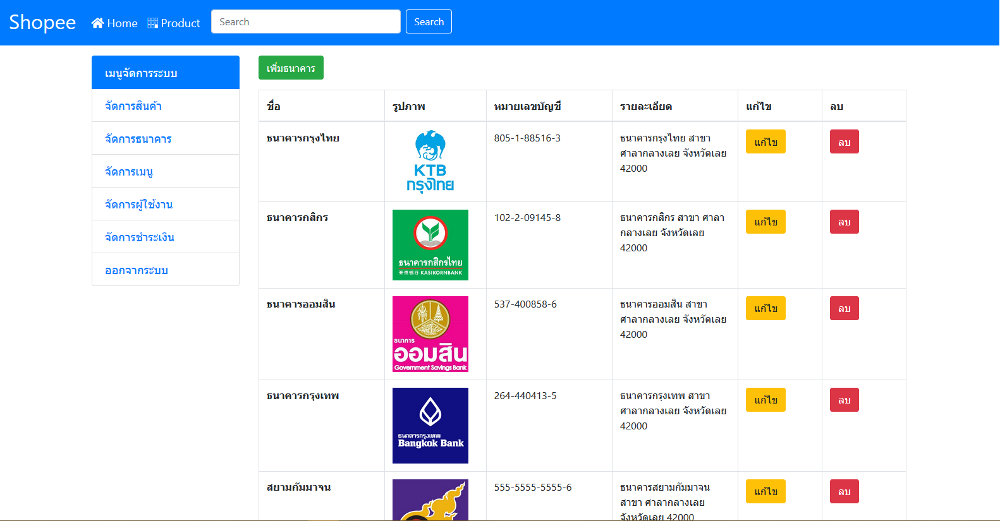 Shopee Home Product Search Search
เมนูจัดการระบบ
จัดการสินค้า
จัดการธนาคาร
จัดการเมนู
จัดการผู้ใช้งาน
จัดการชำระเงิน
ออกจากระบบ
เพิ่มธนาคาร
ชื่อ รูปภาพ หมายเลขบัญชี รายละเอียด แก้ไข ลบ
ธนาคารกรุงไทย
KTB
กรุงไทย
805-1-88516-3
ธนาคารกรุงไทย สาขา
ศาลากลางเลย จังหวัดเลย
42000
แก้ไข
ลบ
ธนาคารกสิกร
ธนาคารกสิกรไทย
开泰银行 KASIKORNBANK
102-2-09145-8
ธนาคารกสิกร สาขา ศาลา
กลางเลย จังหวัดเลย
42000
แก้ไข
ลบ
ธนาคารออมสิน
ธนาคาร
ออมสิน
Government Savings Bank
537-400858-6
ธนาคารออมสิน สาขา
ศาลากลางเลย จังหวัดเลย
42000
แก้ไข
ลบ
ธนาคารกรุงเทพ
ธนาคารกรุงเทพ
Bangkok Bank
264-440413-5
ธนาคารกรุงเทพ สาขา
ศาลากลางเลย จังหวัดเลย
42000
แก้ไข
ลบ
สยามกัมมาจน
555-5555-5555-6
ธนาคารสยามกัมมาจน
สาขา ศาลากลางเลย
จังหวัดเลย 42000
แก้ไข
ลบ